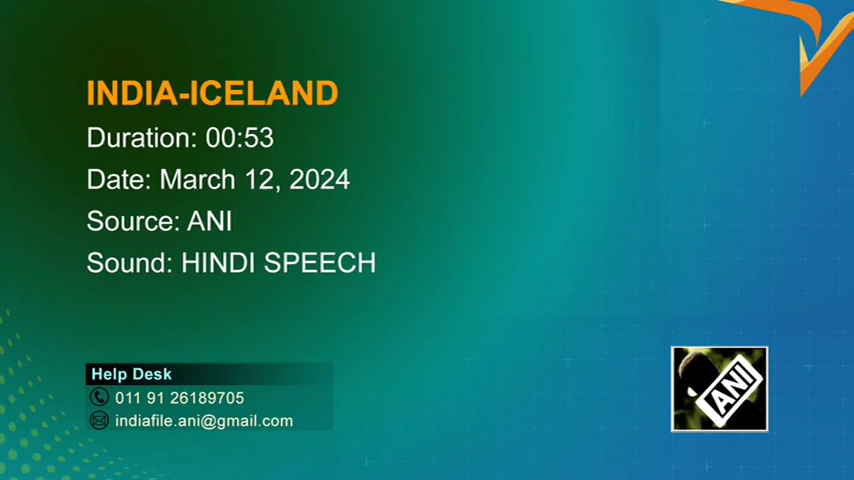 INDIA-ICELAND
Duration: 00:53
Date: March 12, 2024
Source: ANI
Sound: HINDI SPEECH
Help Desk
011 91 26189705
indiafile.ani@gmail.com
ANI